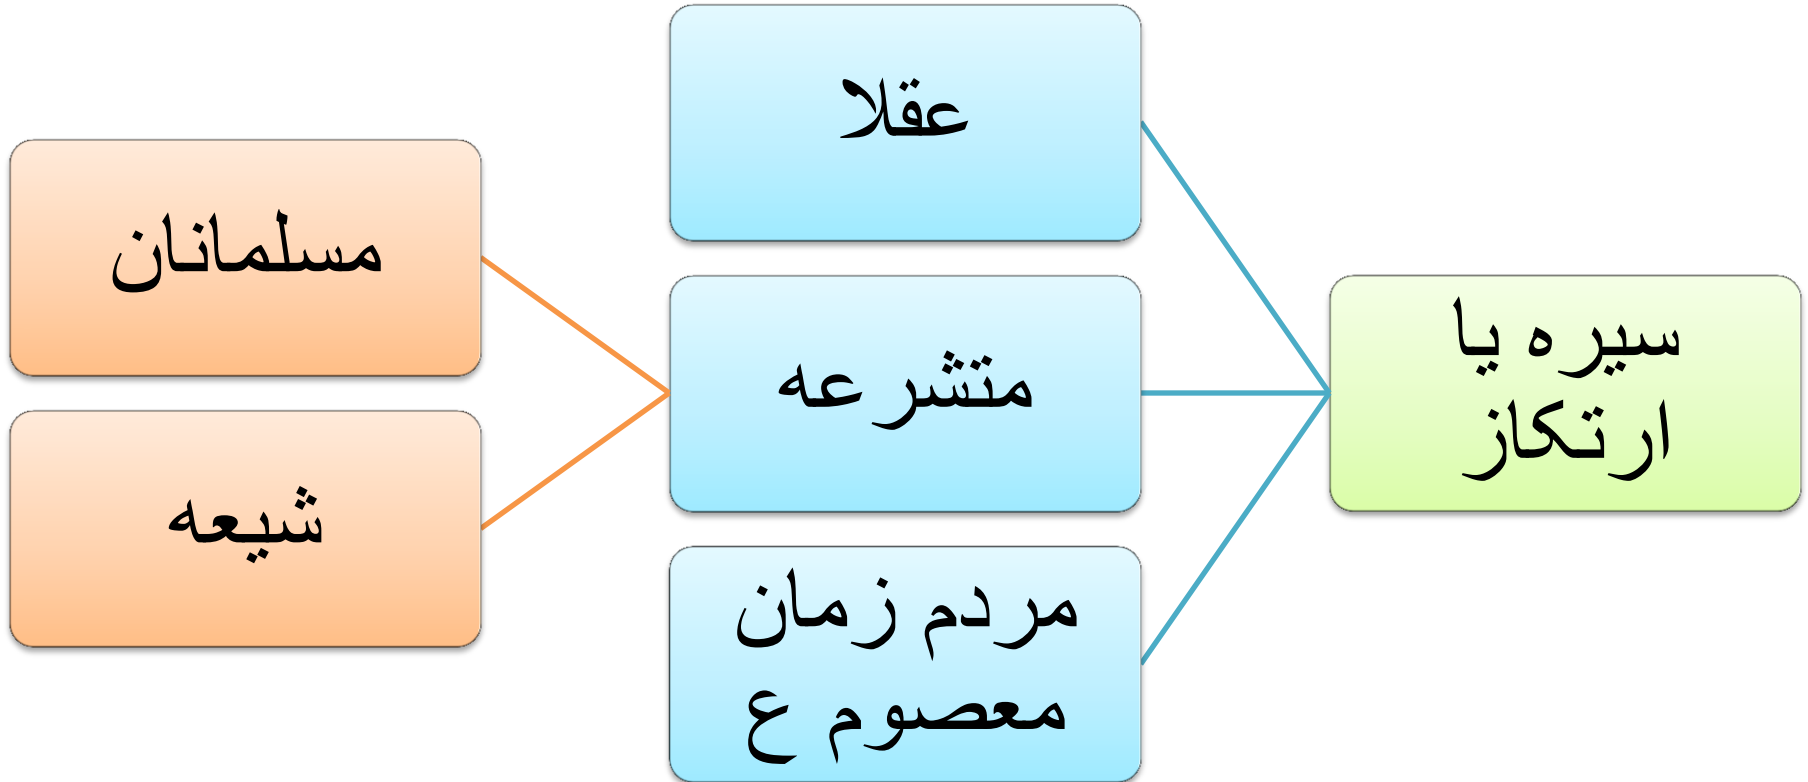 سیره یا
ارتکاز
عقلا
متشرعه
مردم زمان
معصوم ع
مسلمانان
شیعه